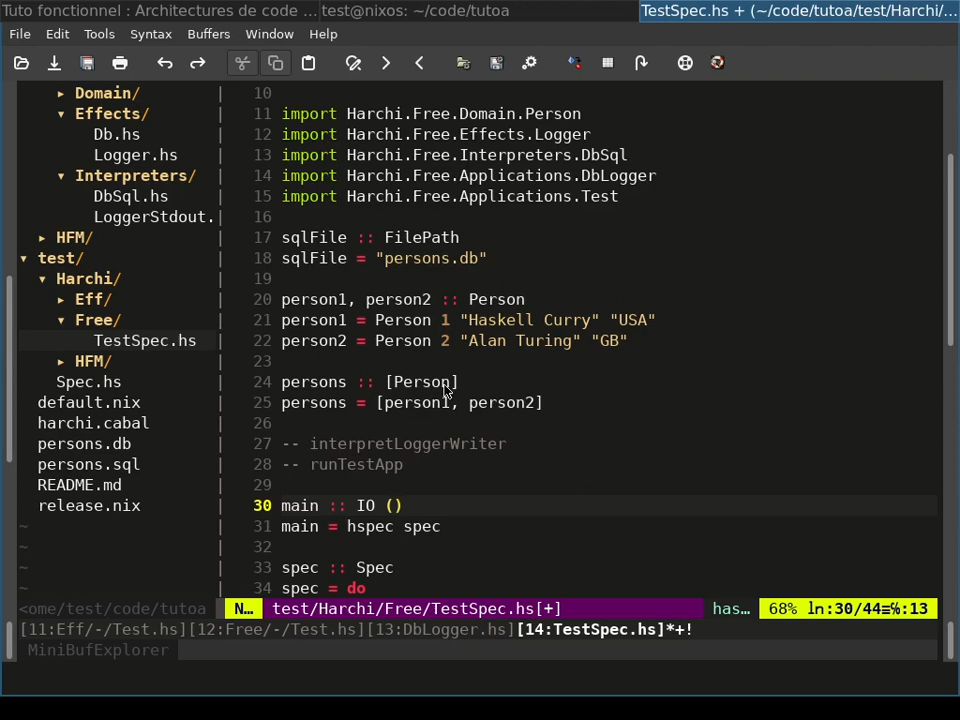 Tuto fonctionnel : Architectures de code ...
test@nixos: ~/code/tutoa
TestSpec.hs + (~/code/tutoa/test/Harchi/...
File Edit Tools Syntax Buffers Window Help
▸ Domain/
▾ Effects/
Db.hs
Logger.hs
▾ Interpreters/
DbSql.hs
LoggerStdout.
▸ HFM/
▾ test/
▾ Harchi/
▸ Eff/
▾ Free/
TestSpec.hs
▸ HFM/
Spec.hs
default.nix
harchi.cabal
persons.db
persons.sql
README.md
release.nix
~
~
~
~
<ome/test/code/tutoa
10
11 import Harchi.Free.Domain.Person
12 import Harchi.Free.Effects.Logger
13 import Harchi.Free.Interpreters.DbSql
14 import Harchi.Free.Applications.DbLogger
15 import Harchi.Free.Applications.Test
16
17 sqlFile :: FilePath
18 sqlFile = "persons.db"
19
20 person1, person2 :: Person
21 person1 = Person 1 "Haskell Curry" "USA"
22 person2 = Person 2 "Alan Turing" "GB"
23
24 persons :: [Person]
25 persons = [person1, person2]
26
27 -- interpretLoggerWriter
28 -- runTestApp
29
30 main :: IO ()
31 main = hspec spec
32
33 spec :: Spec
34 spec = do
N… test/Harchi/Free/TestSpec.hs[+] has… 68% ln:30/44≡℅:13
[11:Eff/-/Test.hs][12:Free/-/Test.hs][13:DbLogger.hs][14:TestSpec.hs]*+!
MiniBufExplorer